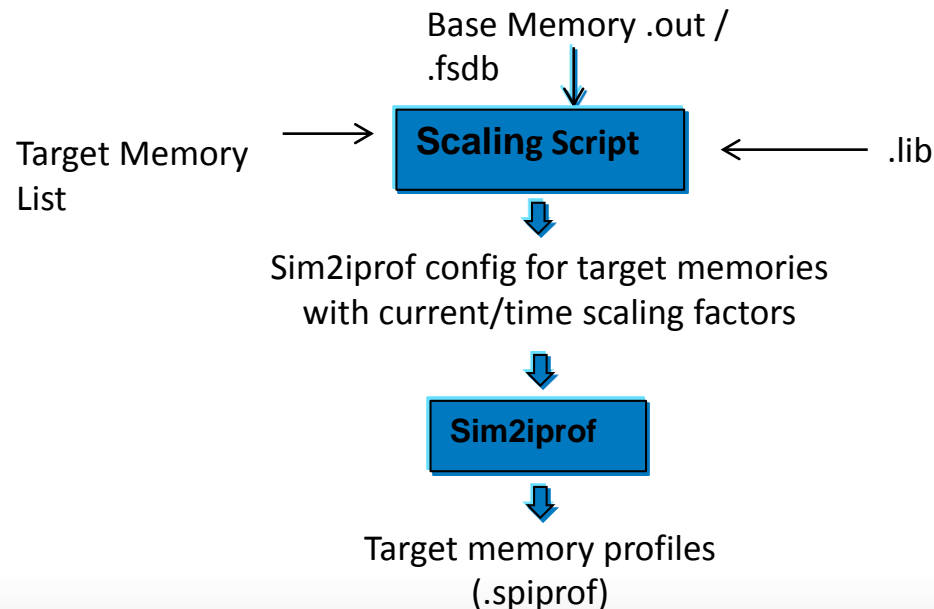 Base Memory .out /
.fsdb
Target Memory
List
Scaling Script
.lib
Sim2iprof config for target memories
with current/time scaling factors
Sim2iprof
Target memory profiles
(.spiprof)